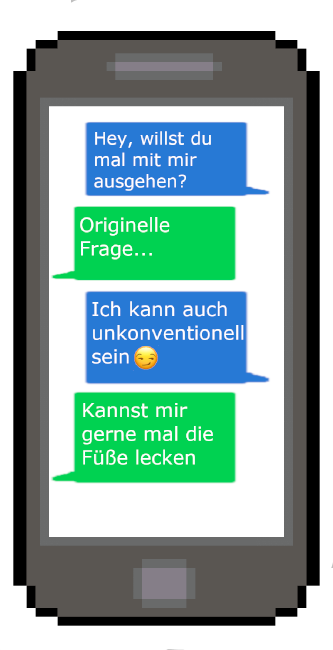 Hey, willst du
mal mit mir
ausgehen?
Originelle
Frage...
Ich kann auch
unkonventionell
sein😏
Kannst mir
gerne mal die
Füße lecken